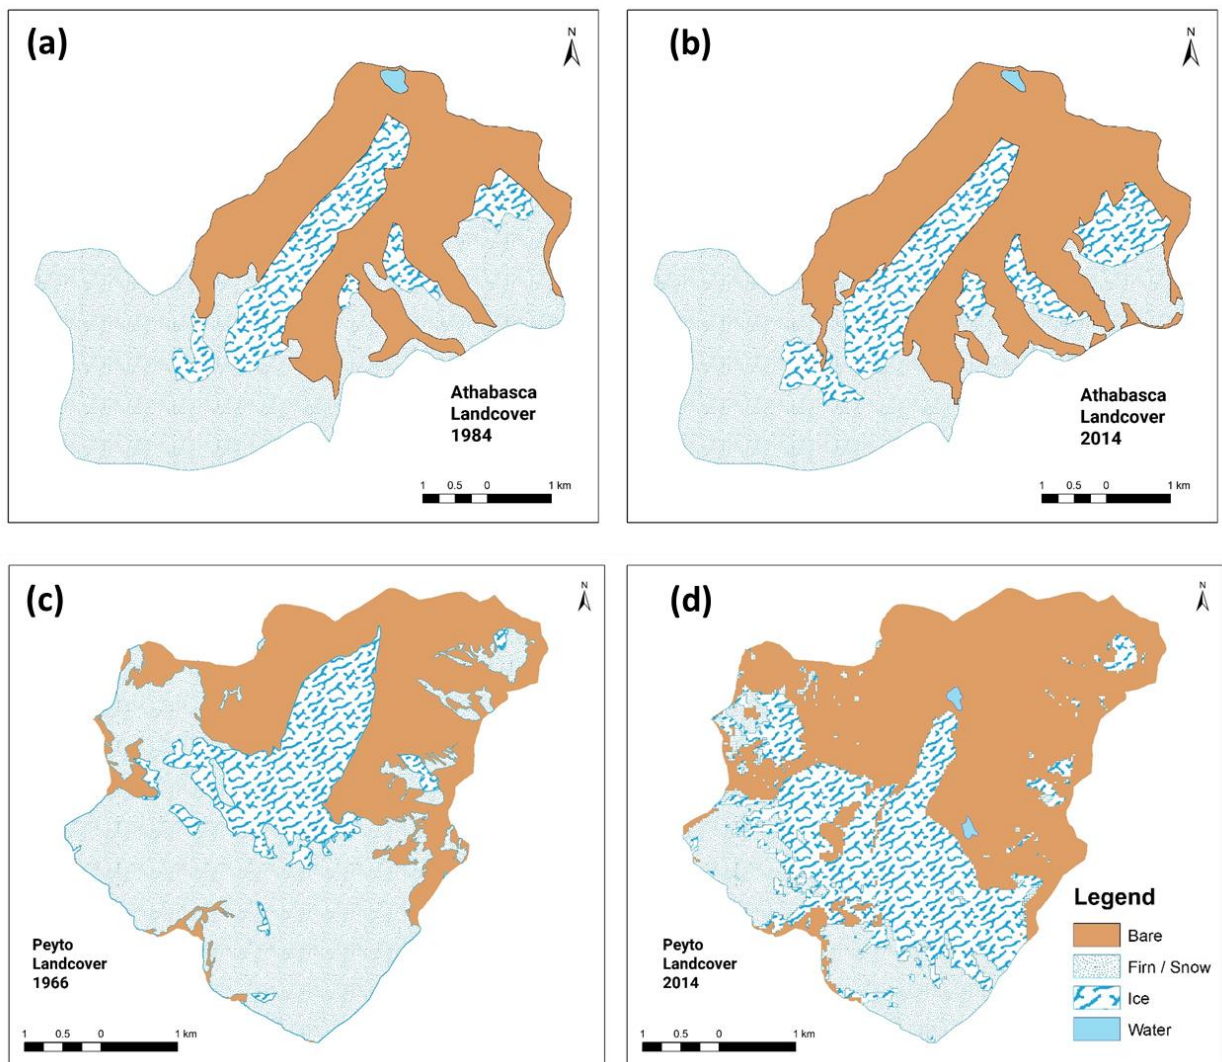 (a)
N
Athabasca
Landcover
1984
1 0.5 0 1 km
(b)
N
Athabasca
Landcover
2014
1 0.5 0 1 km
(c)
N
Peyto
Landcover
1966
1 0.5 0 1 km
(d)
N
Peyto
Landcover
2014
1 0.5 0 1 km
Legend
Bare
Firn / Snow
Ice
Water